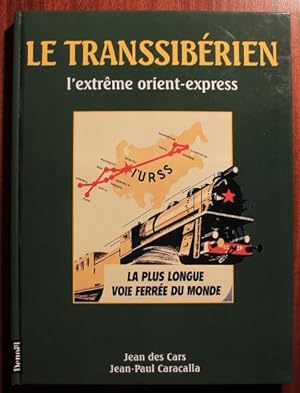 LE TRANSSIBÉRIEN
l'extrême orient-express
l'URSS
LA PLUS LONGUE
VOIE FERRÉE DU MONDE
Jean des Cars
Jean-Paul Caracalla
Denoël